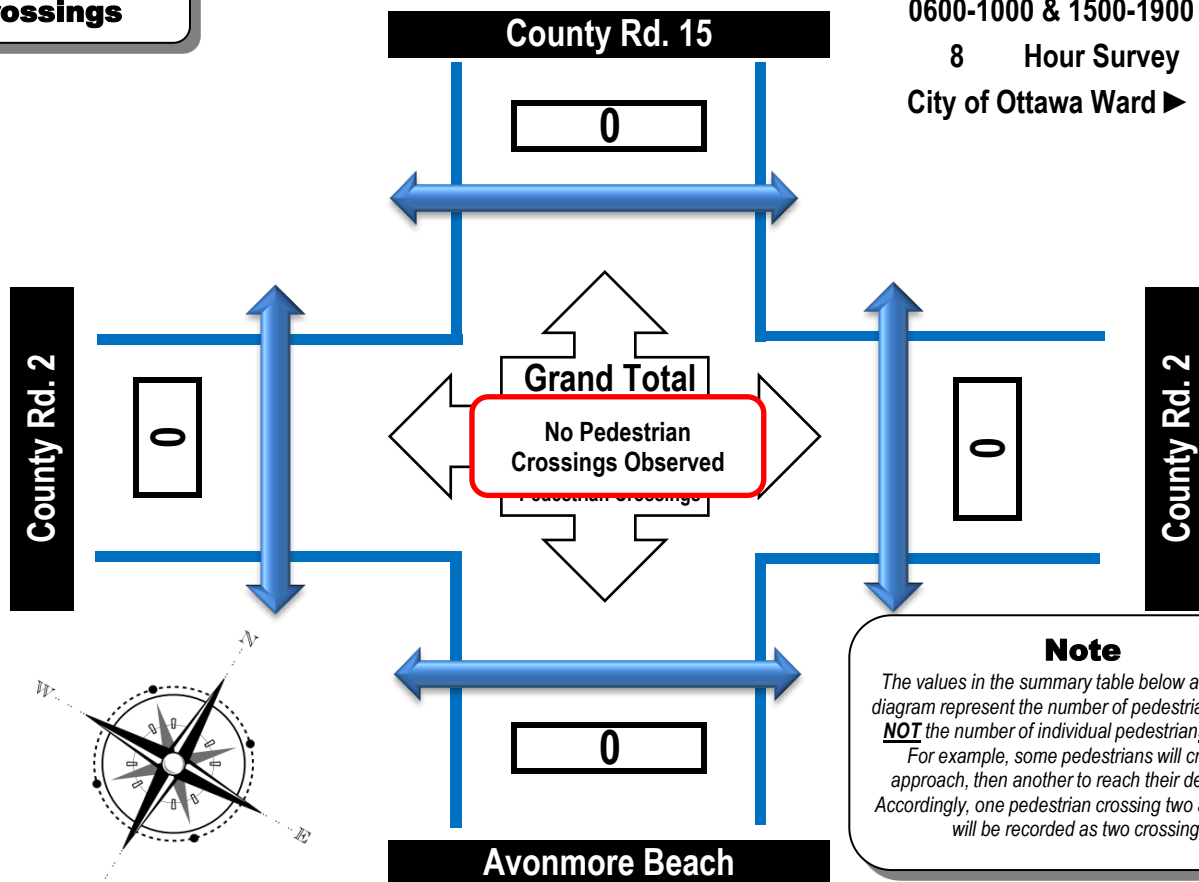 ossings
0600-1000 & 1500-1900
8 Hour Survey
City of Ottawa Ward ►
County Rd. 15
0
County Rd. 2
0
Grand Total
No Pedestrian
Crossings Observed
Pedestrian Crossings
0
County Rd. 2
N
W
E
0
Avonmore Beach
Note
The values in the summary table below a
diagram represent the number of pedestria
NOT the number of individual pedestrian
For example, some pedestrians will cr
approach, then another to reach their de
Accordingly, one pedestrian crossing two
will be recorded as two crossing